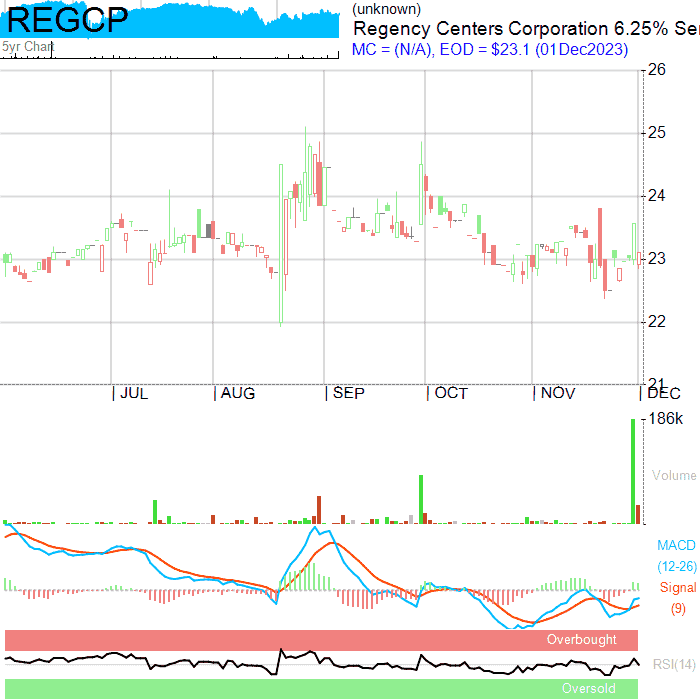 REGCP
5yr Chart
(unknown)
Regency Centers Corporation 6.25% Ser
MC = (N/A), EOD = $23.1 (01Dec2023)
26
25
24
23
22
21
JUL AUG SEP OCT NOV DEC
186k
Volume
MACD
(12-26)
Signal
(9)
Overbought
RSI(14)
Oversold